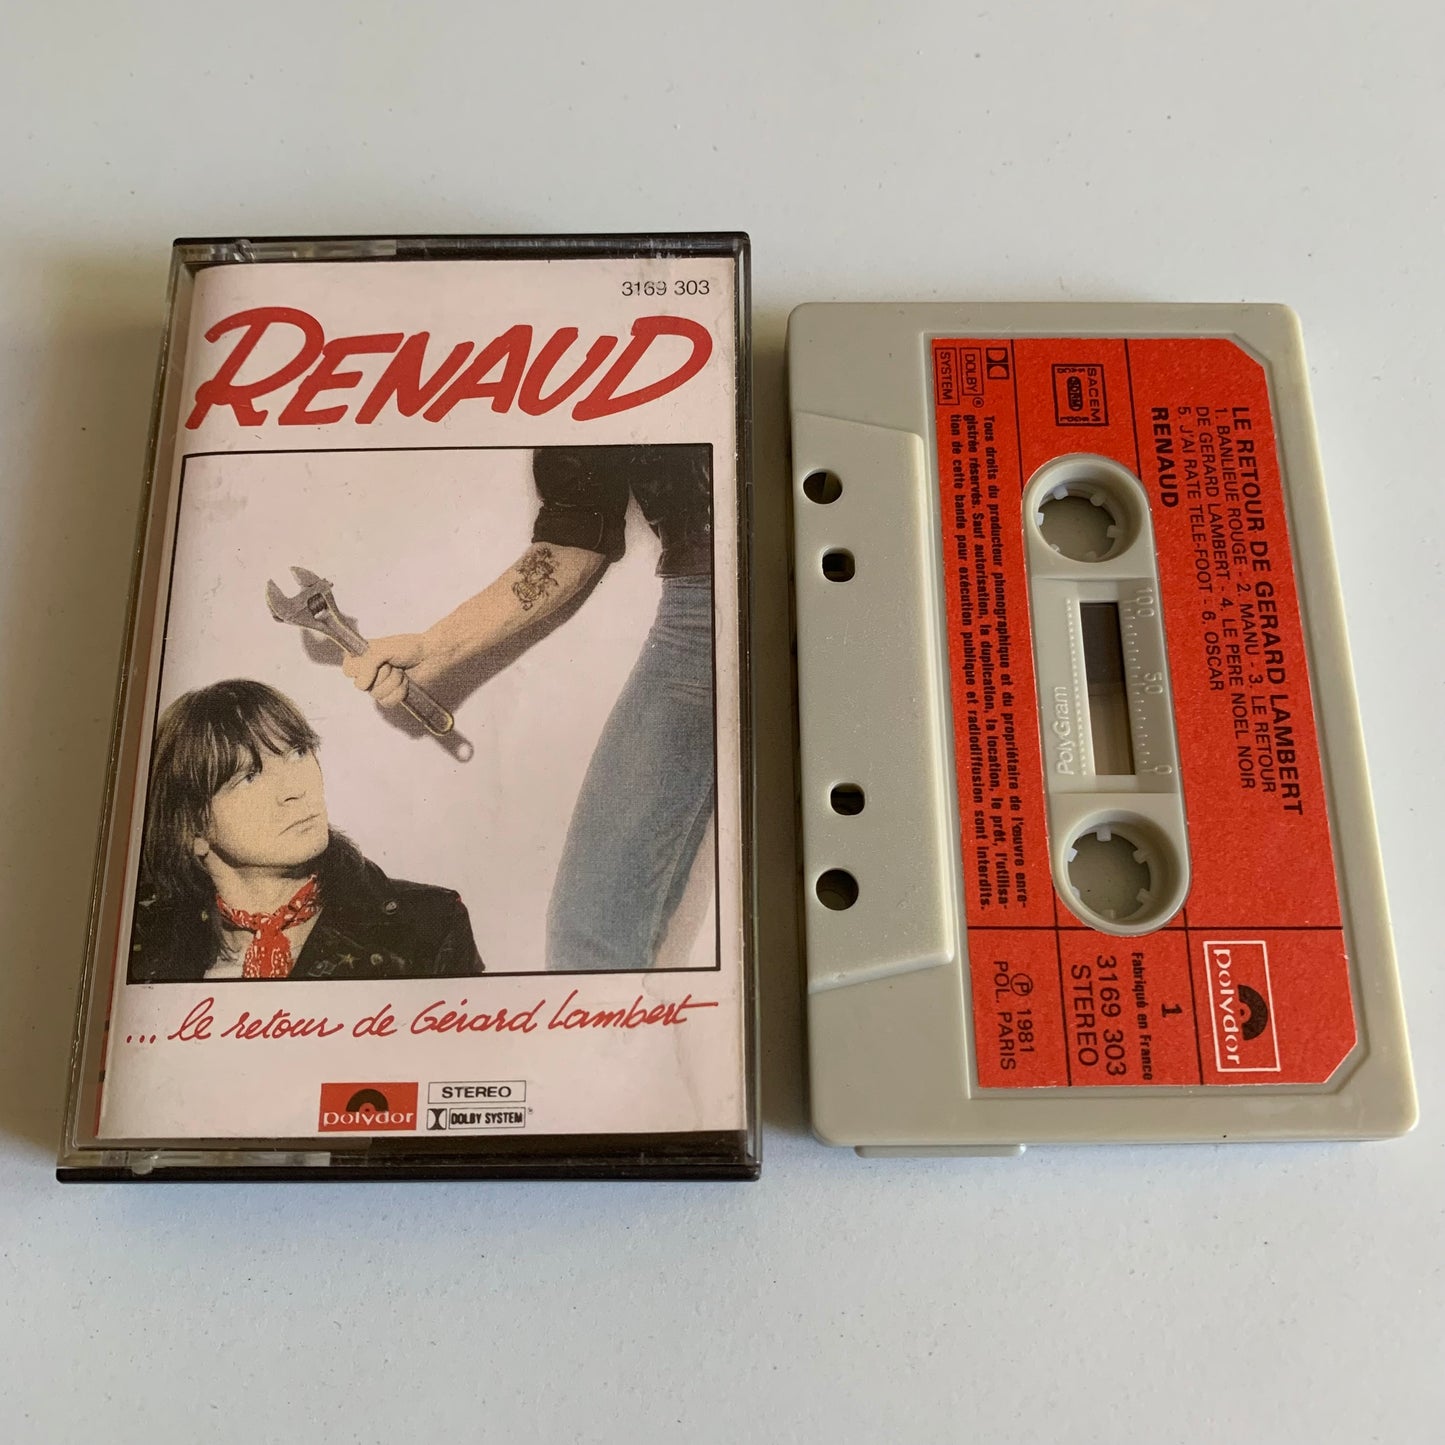 3169 303
RENAUD
... le retour de Gérard Lambert
polydor
STEREO
DOLBY SYSTEM
LE RETOUR DE GERARD LAMBERT
1. BANLIEUE ROUGE - 2. MANU - 3. LE RETOUR
DE GERARD LAMBERT - 4. LE PERE NOEL NOIR
5. J'AI RATE TELE-FOOT - 6. OSCAR
RENAUD
SACEM
SDRM
DOLBY
SYSTEM
Tous droits du producteur phonographique et du propriétaire de l'œuvre enre-
gistrée réservés. Sauf autorisation, la duplication, la location, le prêt, l'utilisa-
tion de cette bande pour exécution publique et radiodiffusion sont interdits.
100 50 0
PolyGram
polydor
1
Fabriqué en France
3169 303
STEREO
℗ 1981
POL. PARIS